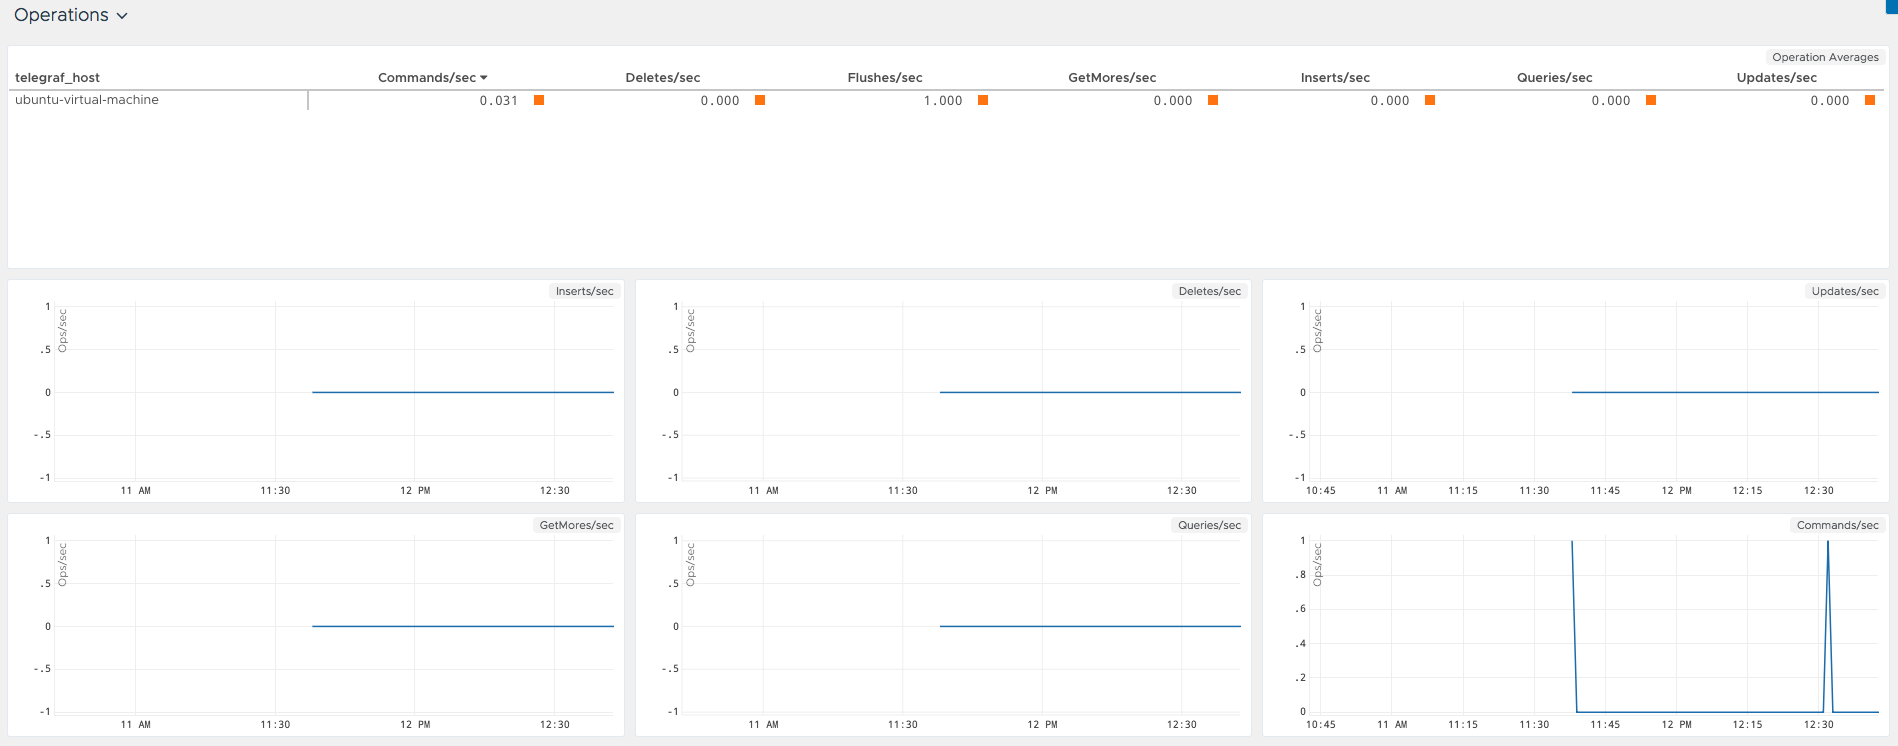 Operations
Operation Averages
telegraf_host Commands/sec Deletes/sec Flushes/sec GetMores/sec Inserts/sec Queries/sec Updates/sec
ubuntu-virtual-machine 0.031 0.000 1.000 0.000 0.000 0.000 0.000
Inserts/sec
Ops/sec
1
.5
0
-.5
-1
11 AM 11:30 12 PM 12:30
Deletes/sec
Ops/sec
1
.5
0
-.5
-1
11 AM 11:30 12 PM 12:30
Updates/sec
Ops/sec
1
.5
0
-.5
-1
10:45 11 AM 11:15 11:30 11:45 12 PM 12:15 12:30
GetMores/sec
Ops/sec
1
.5
0
-.5
-1
11 AM 11:30 12 PM 12:30
Queries/sec
Ops/sec
1
.5
0
-.5
-1
11 AM 11:30 12 PM 12:30
Commands/sec
Ops/sec
1
.8
.6
.4
.2
0
10:45 11 AM 11:15 11:30 11:45 12 PM 12:15 12:30